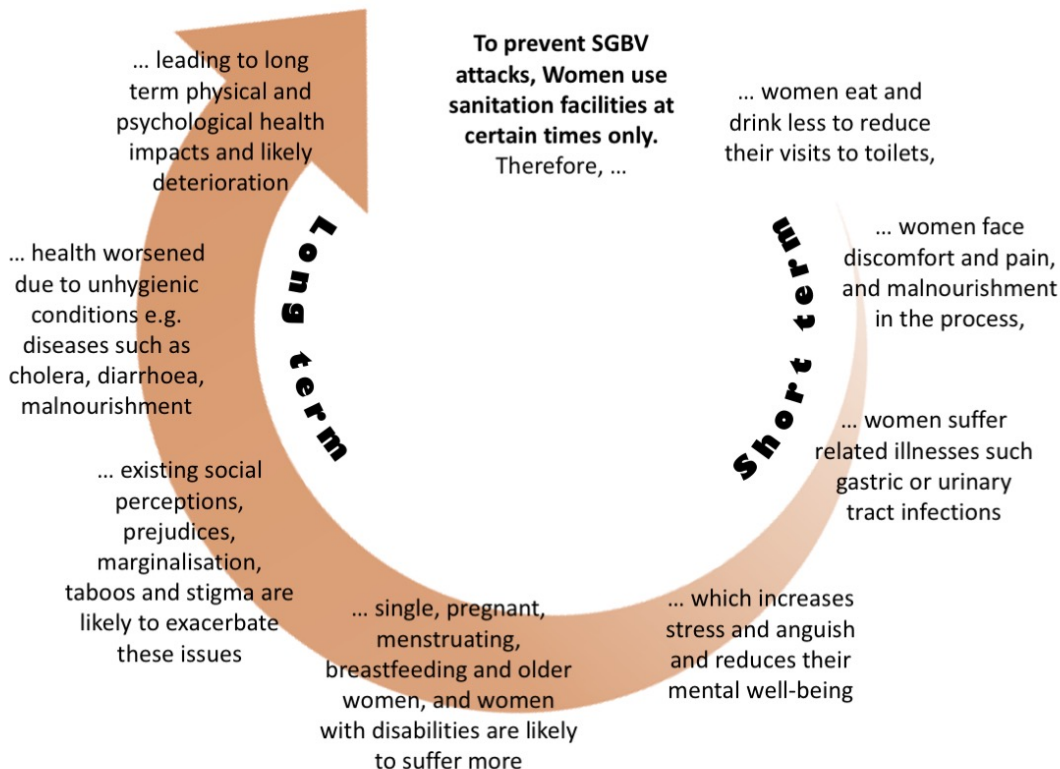 To prevent SGBV
attacks, Women use
sanitation facilities at
certain times only.
Therefore, ...
... women eat and
drink less to reduce
their visits to toilets,
... women face
discomfort and pain,
and malnourishment
in the process,
... women suffer
related illnesses such
gastric or urinary
tract infections
... which increases
stress and anguish
and reduces their
mental well-being
... single, pregnant,
menstruating,
breastfeeding and older
women, and women
with disabilities are likely
to suffer more
... existing social
perceptions,
prejudices,
marginalisation,
taboos and stigma are
likely to exacerbate
these issues
... health worsened
due to unhygienic
conditions e.g.
diseases such as
cholera, diarrhoea,
malnourishment
... leading to long
term physical and
psychological health
impacts and likely
deterioration
Short term
Long term